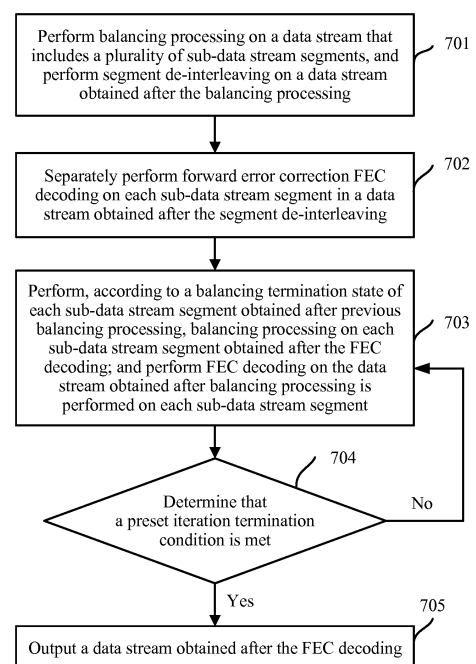 Perform balancing processing on a data stream that
includes a plurality of sub-data stream segments, and
perform segment de-interleaving on a data stream
obtained after the balancing processing
701
Separately perform forward error correction FEC
decoding on each sub-data stream segment in a data
stream obtained after the segment de-interleaving
702
Perform, according to a balancing termination state of
each sub-data stream segment obtained after previous
balancing processing, balancing processing on each
sub-data stream segment obtained after the FEC
decoding; and perform FEC decoding on the data
stream obtained after balancing processing is
performed on each sub-data stream segment
703
704
Determine that
a preset iteration termination
condition is met
No
Yes
705
Output a data stream obtained after the FEC decoding